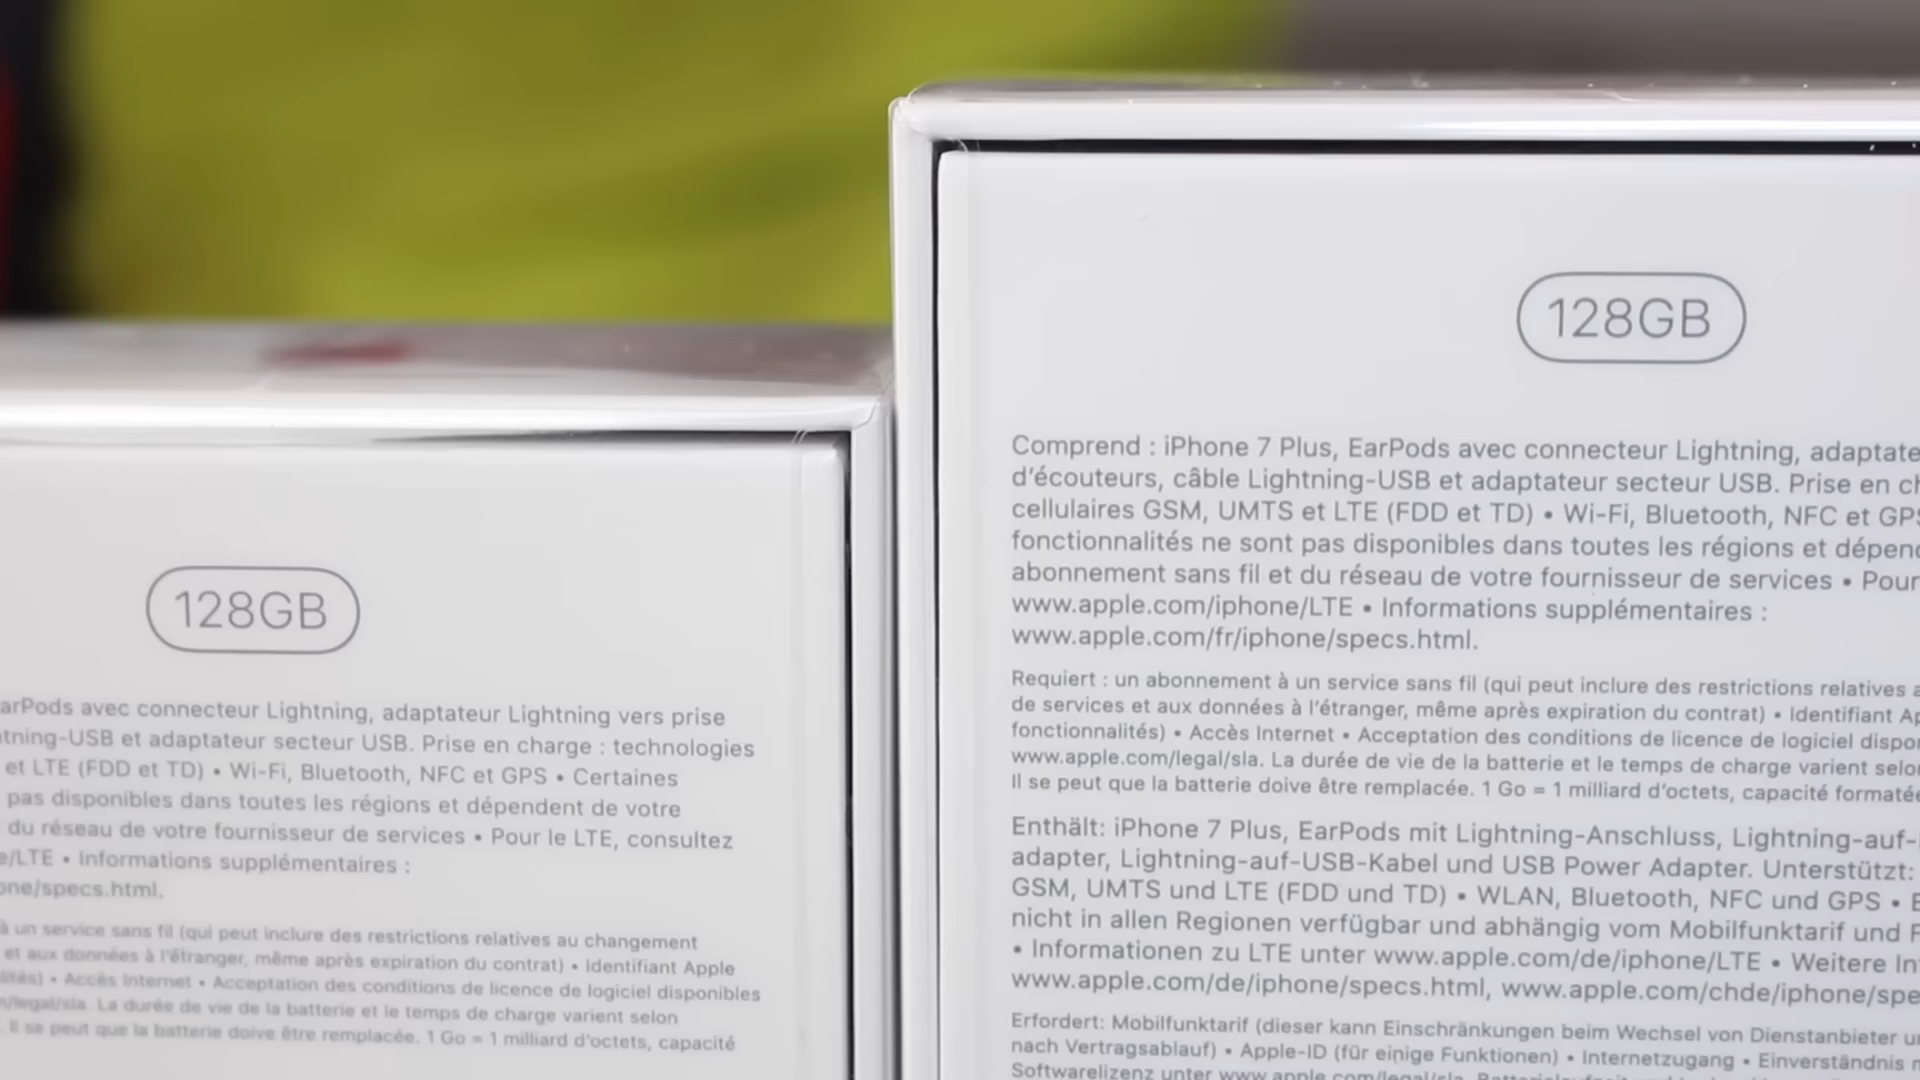 128GB
arPods avec connecteur Lightning, adaptateur Lightning vers prise
tning-USB et adaptateur secteur USB. Prise en charge : technologies
et LTE (FDD et TD) • Wi-Fi, Bluetooth, NFC et GPS • Certaines
pas disponibles dans toutes les régions et dépendent de votre
du réseau de votre fournisseur de services • Pour le LTE, consultez
e/LTE • Informations supplémentaires :
one/specs.html.
à un service sans fil (qui peut inclure des restrictions relatives au changement
et aux données à l'étranger, même après expiration du contrat) • Identifiant Apple
lités) • Accès Internet • Acceptation des conditions de licence de logiciel disponibles
n/legal/sla. La durée de vie de la batterie et le temps de charge varient selon
Il se peut que la batterie doive être remplacée. 1 Go = 1 milliard d'octets, capacité
128GB
Comprend : iPhone 7 Plus, EarPods avec connecteur Lightning, adaptate
d'écouteurs, câble Lightning-USB et adaptateur secteur USB. Prise en ch
cellulaires GSM, UMTS et LTE (FDD et TD) • Wi-Fi, Bluetooth, NFC et GPS
fonctionnalités ne sont pas disponibles dans toutes les régions et dépend
abonnement sans fil et du réseau de votre fournisseur de services • Pour
www.apple.com/iphone/LTE • Informations supplémentaires :
www.apple.com/fr/iphone/specs.html.
Requiert : un abonnement à un service sans fil (qui peut inclure des restrictions relatives a
de services et aux données à l'étranger, même après expiration du contrat) • Identifiant Ap
fonctionnalités) • Accès Internet • Acceptation des conditions de licence de logiciel dispon
www.apple.com/legal/sla. La durée de vie de la batterie et le temps de charge varient selon
Il se peut que la batterie doive être remplacée. 1 Go = 1 milliard d'octets, capacité formatée
Enthält: iPhone 7 Plus, EarPods mit Lightning-Anschluss, Lightning-auf-
adapter, Lightning-auf-USB-Kabel und USB Power Adapter. Unterstützt:
GSM, UMTS und LTE (FDD und TD) • WLAN, Bluetooth, NFC und GPS • E
nicht in allen Regionen verfügbar und abhängig vom Mobilfunktarif und F
• Informationen zu LTE unter www.apple.com/de/iphone/LTE • Weitere In
www.apple.com/de/iphone/specs.html, www.apple.com/chde/iphone/spe
Erfordert: Mobilfunktarif (dieser kann Einschränkungen beim Wechsel von Dienstanbieter u
nach Vertragsablauf) • Apple-ID (für einige Funktionen) • Internetzugang • Einverständnis
Softwarelizenz unter www.apple.com/legal/sla.